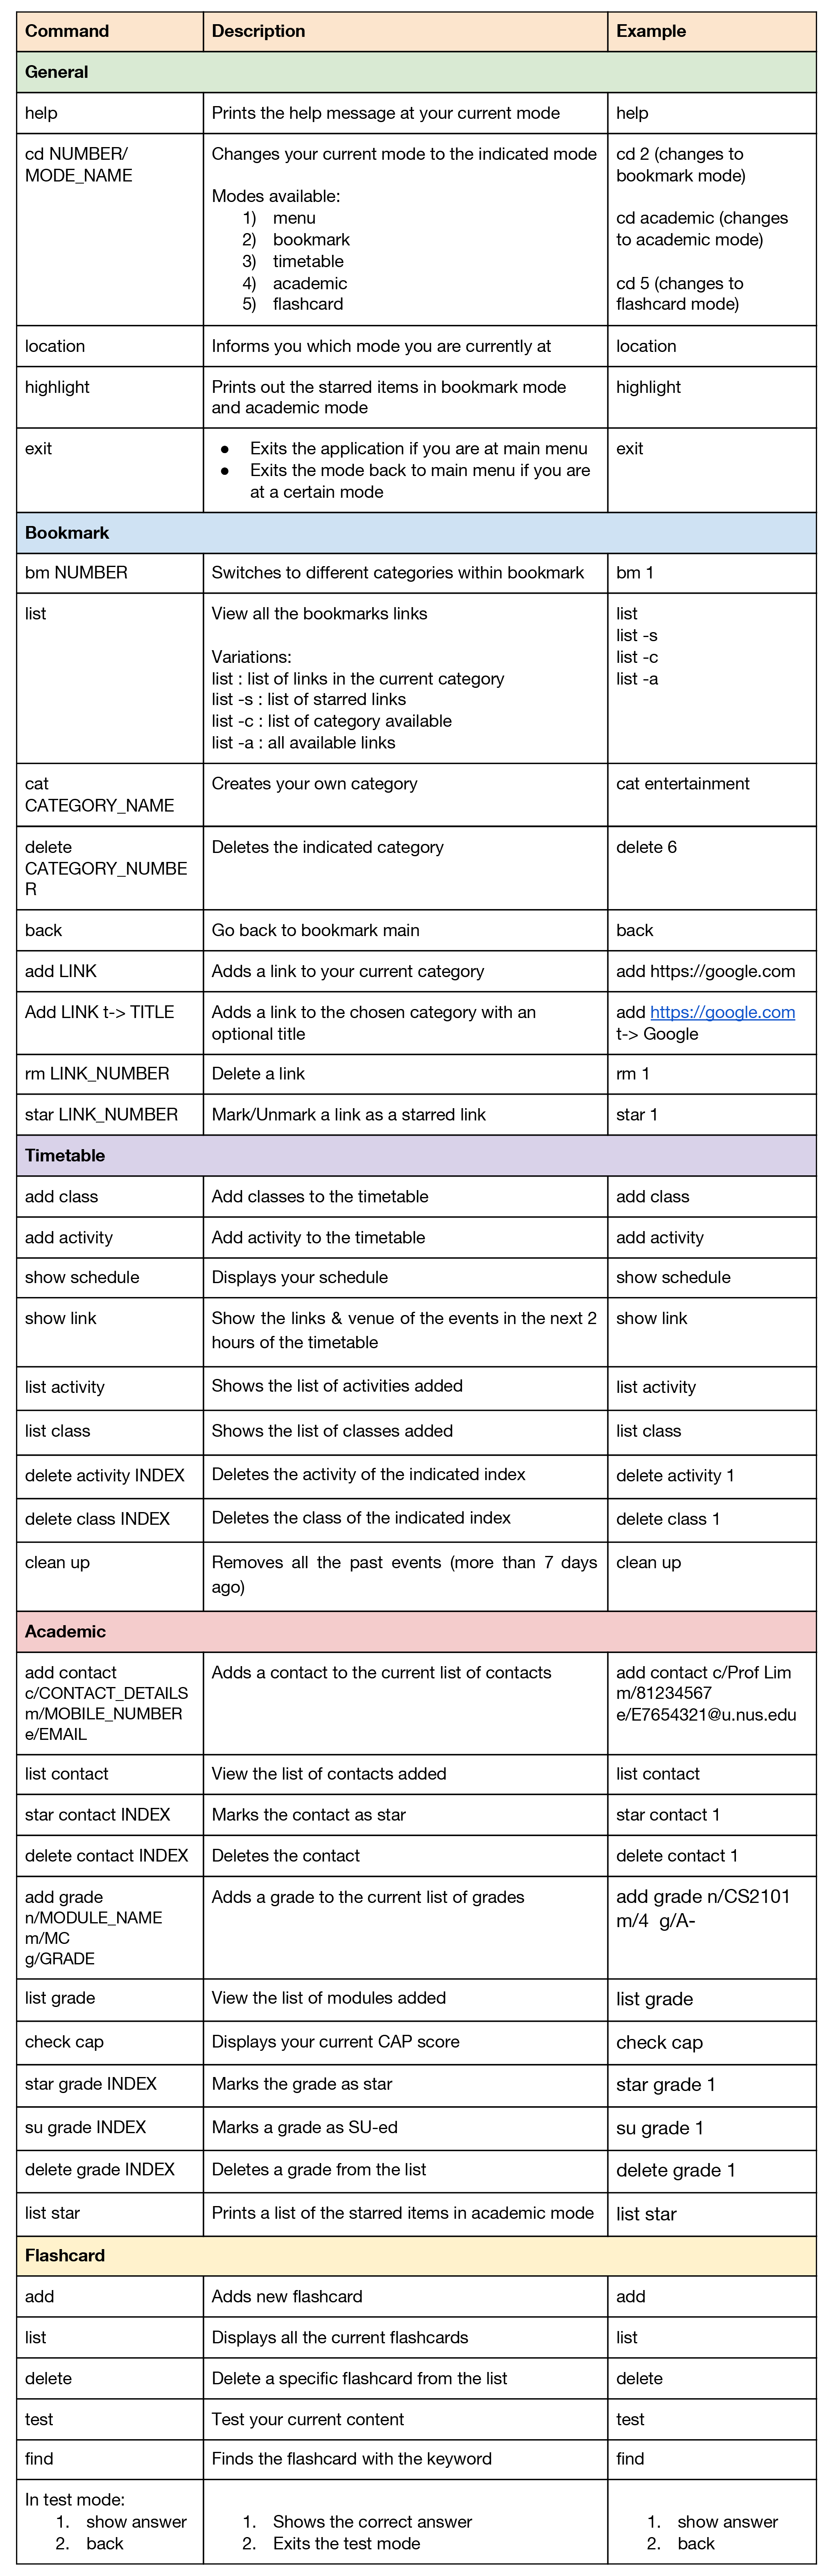 Command Description Example
General
help Prints the help message at your current mode help
cd NUMBER/ Changes your current mode to the indicated mode cd 2 (changes to
MODE_NAME bookmark mode)
Modes available:
1) menu cd academic (changes
2) bookmark to academic mode)
3) timetable
4) academic cd 5 (changes to
5) flashcard flashcard mode)
location Informs you which mode you are currently at location
highlight Prints out the starred items in bookmark mode highlight
and academic mode
exit ● Exits the application if you are at main menu exit
● Exits the mode back to main menu if you are
at a certain mode
Bookmark
bm NUMBER Switches to different categories within bookmark bm 1
list View all the bookmarks links list
list -s
Variations: list -c
list : list of links in the current category list -a
list -s : list of starred links
list -c : list of category available
list -a : all available links
cat Creates your own category cat entertainment
CATEGORY_NAME
delete Deletes the indicated category delete 6
CATEGORY_NUMBE
R
back Go back to bookmark main back
add LINK Adds a link to your current category add https://google.com
Add LINK t-> TITLE Adds a link to the chosen category with an add https://google.com
optional title t-> Google
rm LINK_NUMBER Delete a link rm 1
star LINK_NUMBER Mark/Unmark a link as a starred link star 1
Timetable
add class Add classes to the timetable add class
add activity Add activity to the timetable add activity
show schedule Displays your schedule show schedule
show link Show the links & venue of the events in the next 2 show link
hours of the timetable
list activity Shows the list of activities added list activity
list class Shows the list of classes added list class
delete activity INDEX Deletes the activity of the indicated index delete activity 1
delete class INDEX Deletes the class of the indicated index delete class 1
clean up Removes all the past events (more than 7 days clean up
ago)
Academic
add contact Adds a contact to the current list of contacts add contact c/Prof Lim
c/CONTACT_DETAILS m/81234567
m/MOBILE_NUMBER e/E7654321@u.nus.edu
e/EMAIL
list contact View the list of contacts added list contact
star contact INDEX Marks the contact as star star contact 1
delete contact INDEX Deletes the contact delete contact 1
add grade Adds a grade to the current list of grades add grade n/CS2101
n/MODULE_NAME m/4 g/A-
m/MC
g/GRADE
list grade View the list of modules added list grade
check cap Displays your current CAP score check cap
star grade INDEX Marks the grade as star star grade 1
su grade INDEX Marks a grade as SU-ed su grade 1
delete grade INDEX Deletes a grade from the list delete grade 1
list star Prints a list of the starred items in academic mode list star
Flashcard
add Adds new flashcard add
list Displays all the current flashcards list
delete Delete a specific flashcard from the list delete
test Test your current content test
find Finds the flashcard with the keyword find
In test mode:
1. show answer 1. Shows the correct answer 1. show answer
2. back 2. Exits the test mode 2. back